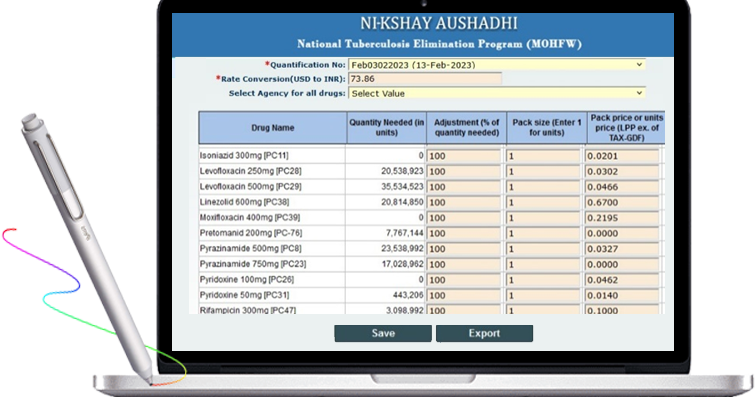 NI-KSHAY AUSHADHI
National Tuberculosis Elimination Program (MOHFW)
*Quantification No: Feb03022023 (13-Feb-2023)
*Rate Conversion(USD to INR): 73.86
Select Agency for all drugs: Select Value
Drug Name Quantity Needed (in units) Adjustment (% of quantity needed) Pack size (Enter 1 for units) Pack price or units price (LPP ex. of TAX-GDF)
Isoniazid 300mg [PC11] 0 100 1 0.0201
Levofloxacin 250mg [PC28] 20,538,923 100 1 0.0302
Levofloxacin 500mg [PC29] 35,534,523 100 1 0.0466
Linezolid 600mg [PC38] 20,814,850 100 1 0.6700
Moxifloxacin 400mg [PC39] 0 100 1 0.2195
Pretomanid 200mg [PC-76] 7,767,144 100 1 0.0000
Pyrazinamide 500mg [PC8] 23,538,992 100 1 0.0327
Pyrazinamide 750mg [PC23] 17,028,962 100 1 0.0000
Pyridoxine 100mg [PC26] 0 100 1 0.0462
Pyridoxine 50mg [PC31] 443,206 100 1 0.0140
Rifampicin 300mg [PC47] 3,098,992 100 1 0.1000
Save Export